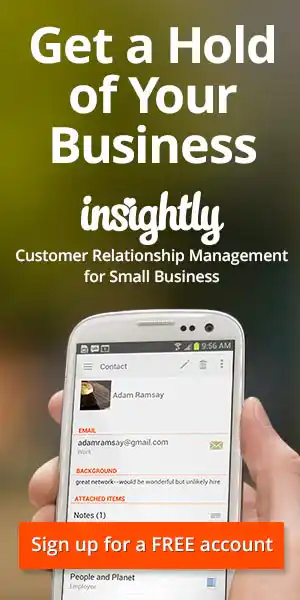 Get a Hold
of Your
Business
insightly
Customer Relationship Management
for Small Business
9:56 AM
Contact
Adam Ramsay
EMAIL
adamramsay@gmail.com
Work
BACKGROUND
great network--would be wonderful but unlikely hire
ATTACHED ITEMS
Notes (1)
Sign up for a FREE account
People and Planet
Employer